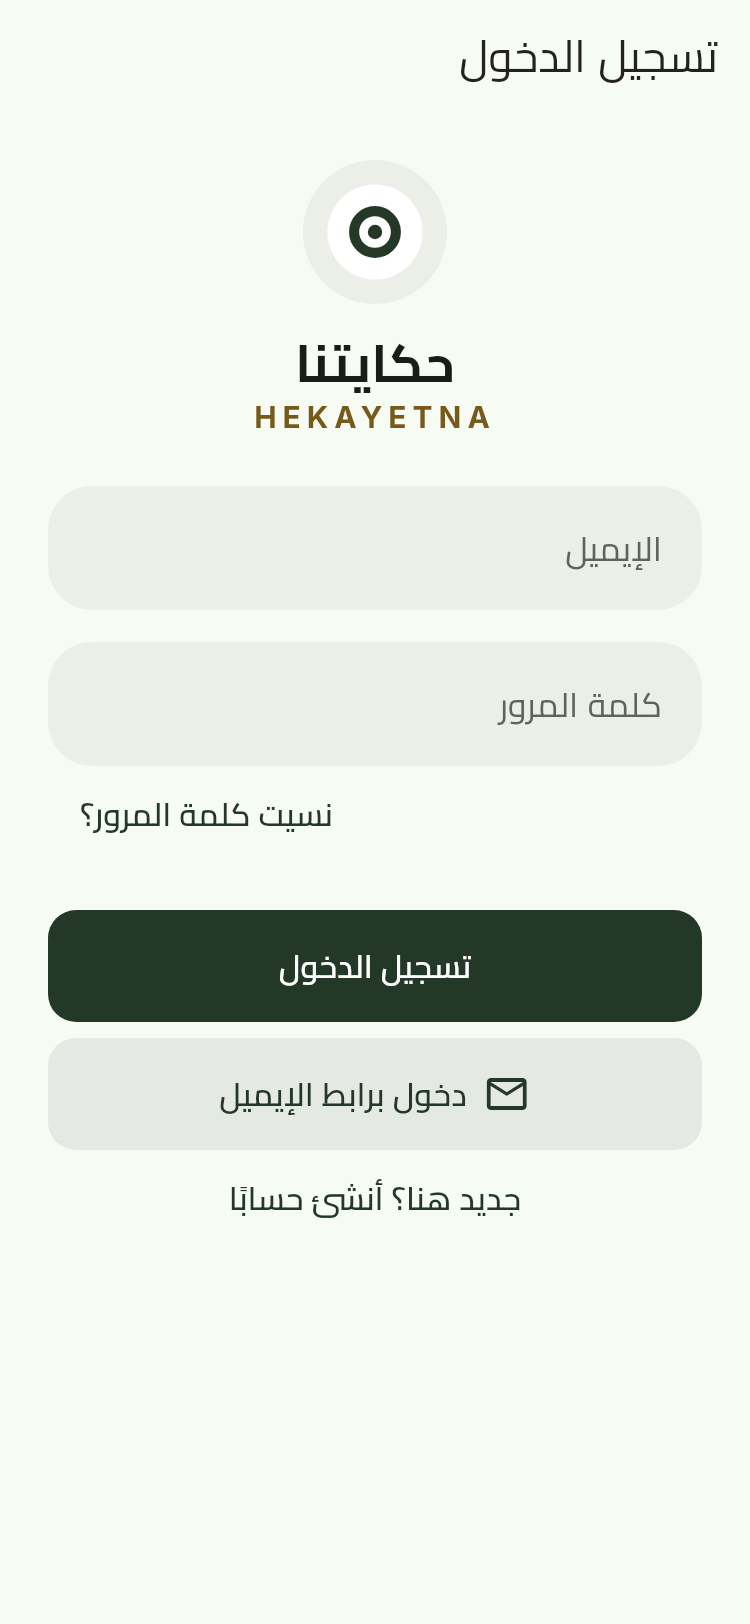 تسجيل الدخول
حكايتنا
HEKAYETNA
الإيميل
كلمة المرور
نسيت كلمة المرور؟
تسجيل الدخول
دخول برابط الإيميل
جديد هنا؟ أنشئ حسابًا